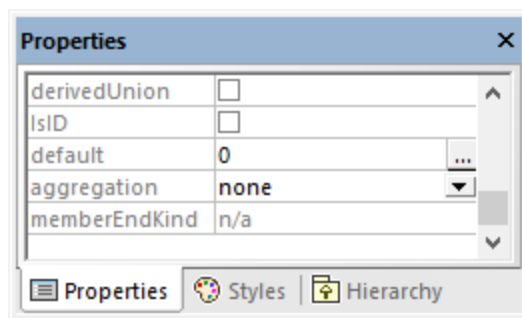 Properties
derivedUnion
IsID
default 0 ...
aggregation none
memberEndKind n/a
Properties Styles Hierarchy